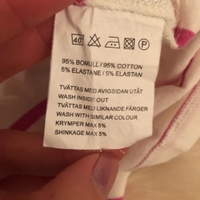 40 P
95% BOMULL / 95% COTTON
5% ELASTANE / 5% ELASTAN
TVÄTTAS MED AVIGSIDAN UTÅT
WASH INSIDE OUT
TVÄTTAS MED LIKNANDE FÄRGER
WASH WITH SIMILAR COLOUR
KRYMPER MAX 5%
SHINKAGE MAX 5%